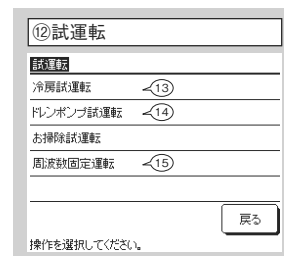 ⑫試運転
試運転
冷房試運転 ⑬
ドレンポンプ試運転 ⑭
お掃除試運転
周波数固定運転 ⑮
戻る
操作を選択してください。